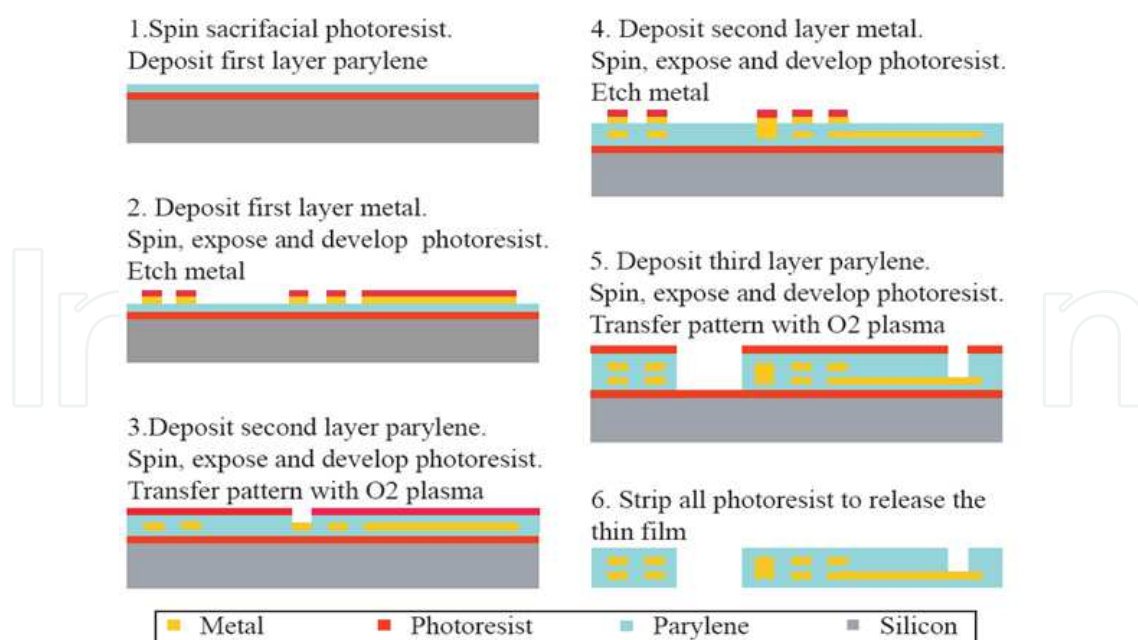 1.Spin sacrifacial photoresist.
Deposit first layer parylene
2. Deposit first layer metal.
Spin, expose and develop photoresist.
Etch metal
3.Deposit second layer parylene.
Spin, expose and develop photoresist.
Transfer pattern with O2 plasma
4. Deposit second layer metal.
Spin, expose and develop photoresist.
Etch metal
5. Deposit third layer parylene.
Spin, expose and develop photoresist.
Transfer pattern with O2 plasma
6. Strip all photoresist to release the
thin film
Metal Photoresist Parylene Silicon